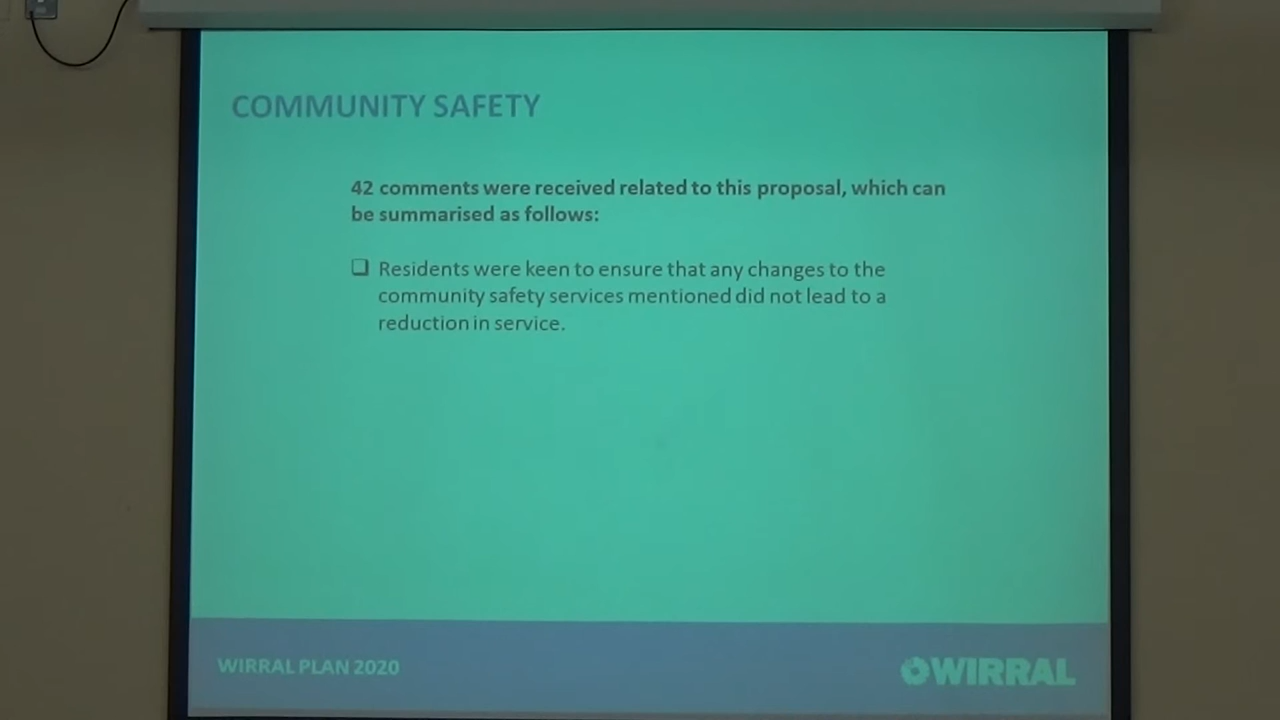 COMMUNITY SAFETY
42 comments were received related to this proposal, which can
be summarised as follows:
❑ Residents were keen to ensure that any changes to the
community safety services mentioned did not lead to a
reduction in service.
WIRRAL PLAN 2020
WIRRAL